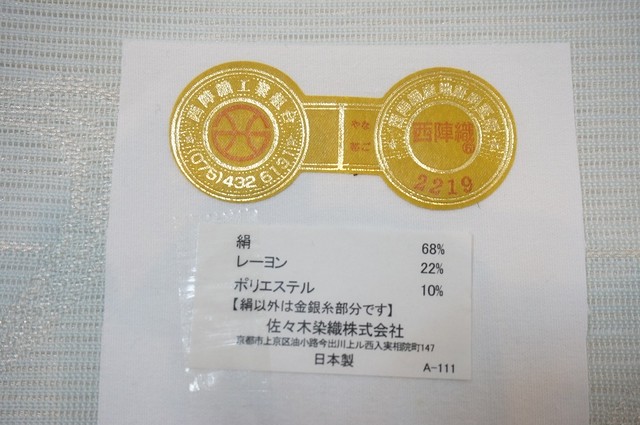 西陣織工業組合
(075)432 613
西陣織
2219
絹 68%
レーヨン 22%
ポリエステル 10%
【絹以外は金銀糸部分です】
佐々木染織株式会社
京都市上京区油小路今出川上ル西入実相院町147
日本製 A-111